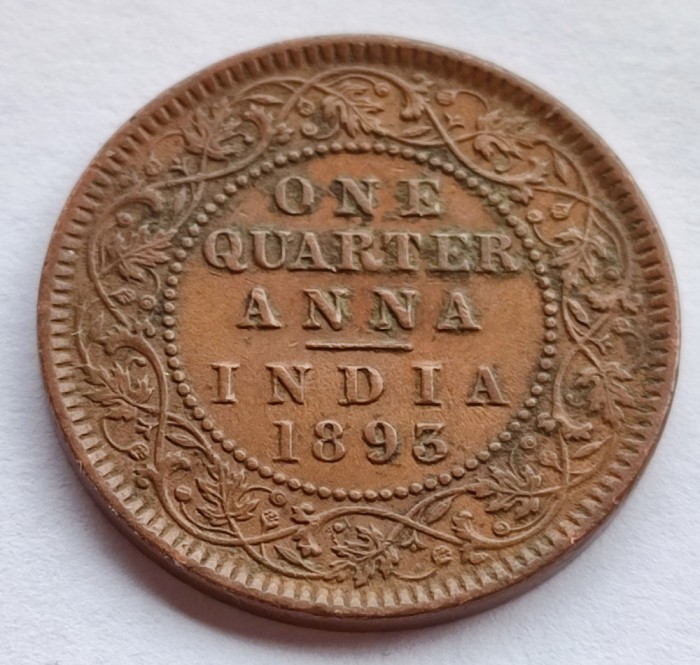 ONE
QUARTER
ANNA
INDIA
1893